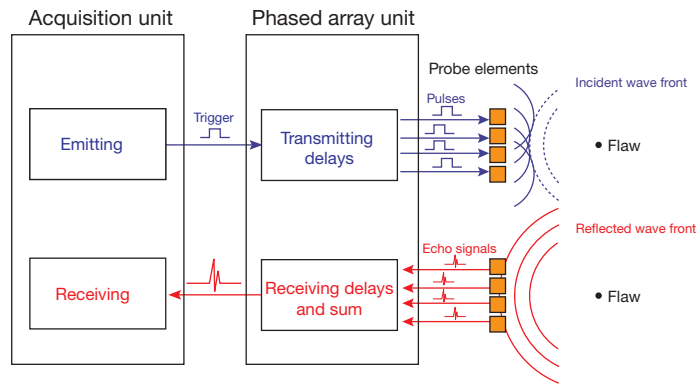 Acquisition unit
Phased array unit
Probe elements
Incident wave front
Emitting
Trigger
Transmitting
delays
Pulses
• Flaw
Reflected wave front
Echo signals
Receiving
Receiving delays
and sum
• Flaw